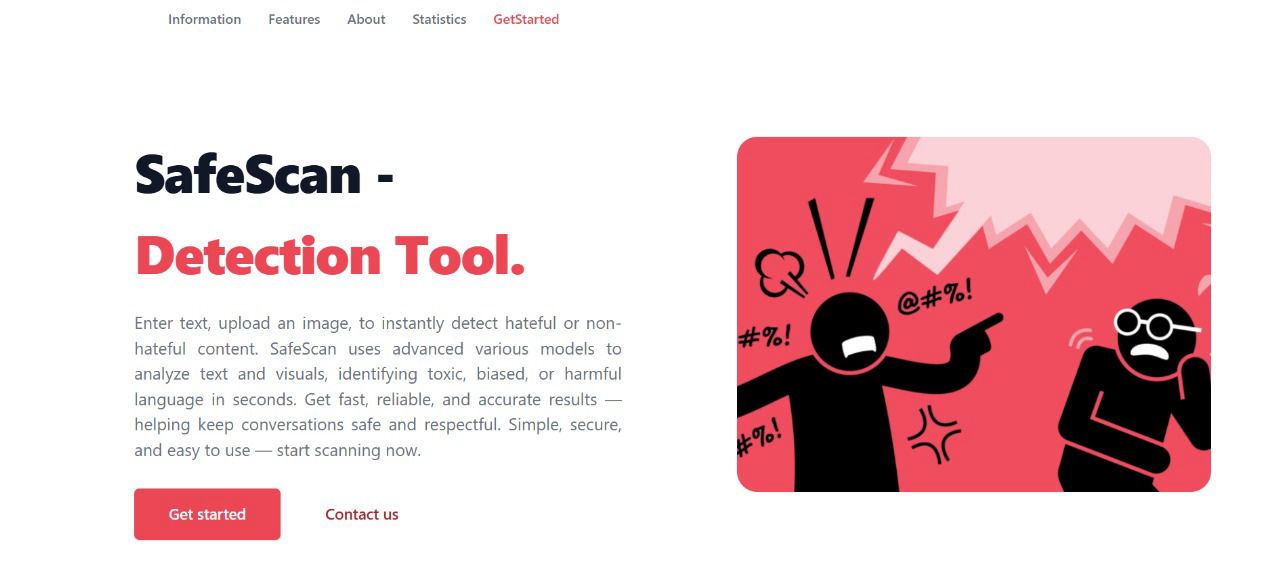 Information Features About Statistics GetStarted
SafeScan -
Detection Tool.
Enter text, upload an image, to instantly detect hateful or non-
hateful content. SafeScan uses advanced various models to
analyze text and visuals, identifying toxic, biased, or harmful
language in seconds. Get fast, reliable, and accurate results —
helping keep conversations safe and respectful. Simple, secure,
and easy to use — start scanning now.
Get started Contact us
@#%!
#%!
#%!